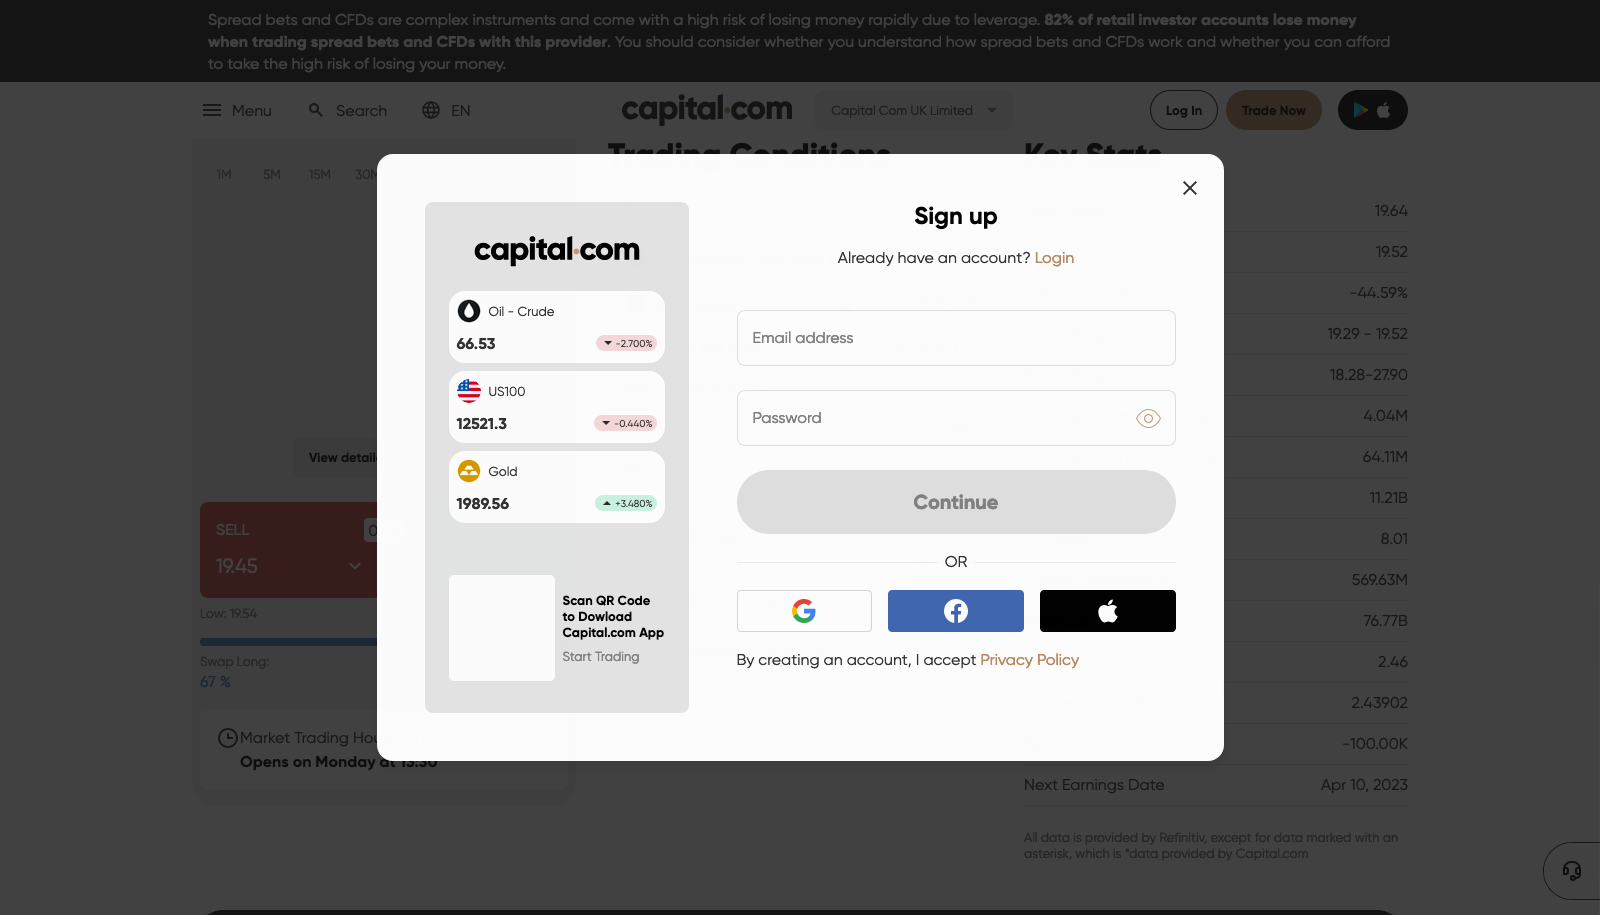 Spread bets and CFDs are complex instruments and come with a high risk of losing money rapidly due to leverage. 82% of retail investor accounts lose money
when trading spread bets and CFDs with this provider. You should consider whether you understand how spread bets and CFDs work and whether you can afford
to take the high risk of losing your money.
Menu
Search
EN
capital.com
Capital Com UK Limited
Log In
Trade Now
Trading Conditions
Key Stats
1M
5M
15M
30M
View
SELL
19.45
Low: 19.54
Swap Long:
67 %
Market Trading
Opens on Monday at 13:30
capital.com
Oil - Crude
66.53
-2.700%
US100
12521.3
-0.440%
Gold
1989.56
+3.480%
Scan QR Code
to Dowload
Capital.com App
Start Trading
Sign up
Already have an account? Login
Email address
Password
Continue
OR
By creating an account, I accept Privacy Policy
19.64
19.52
-44.59%
19.29 - 19.52
18.28-27.90
4.04M
64.11M
11.21B
8.01
569.63M
76.77B
2.46
2.43902
-100.00K
Next Earnings Date
Apr 10, 2023
All data is provided by Refinitiv, except for data marked with an
asterisk, which is *data provided by Capital.com